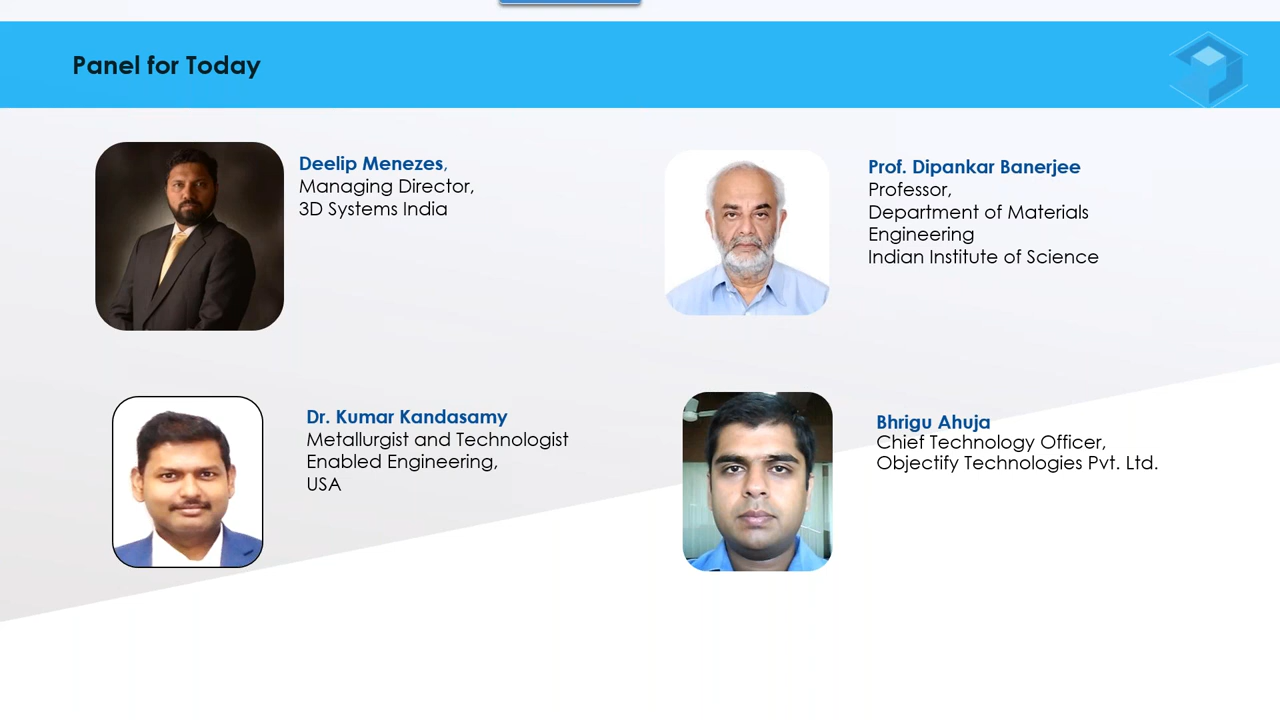 Panel for Today
Deelip Menezes,
Managing Director,
3D Systems India
Prof. Dipankar Banerjee
Professor,
Department of Materials
Engineering
Indian Institute of Science
Dr. Kumar Kandasamy
Metallurgist and Technologist
Enabled Engineering,
USA
Bhrigu Ahuja
Chief Technology Officer,
Objectify Technologies Pvt. Ltd.